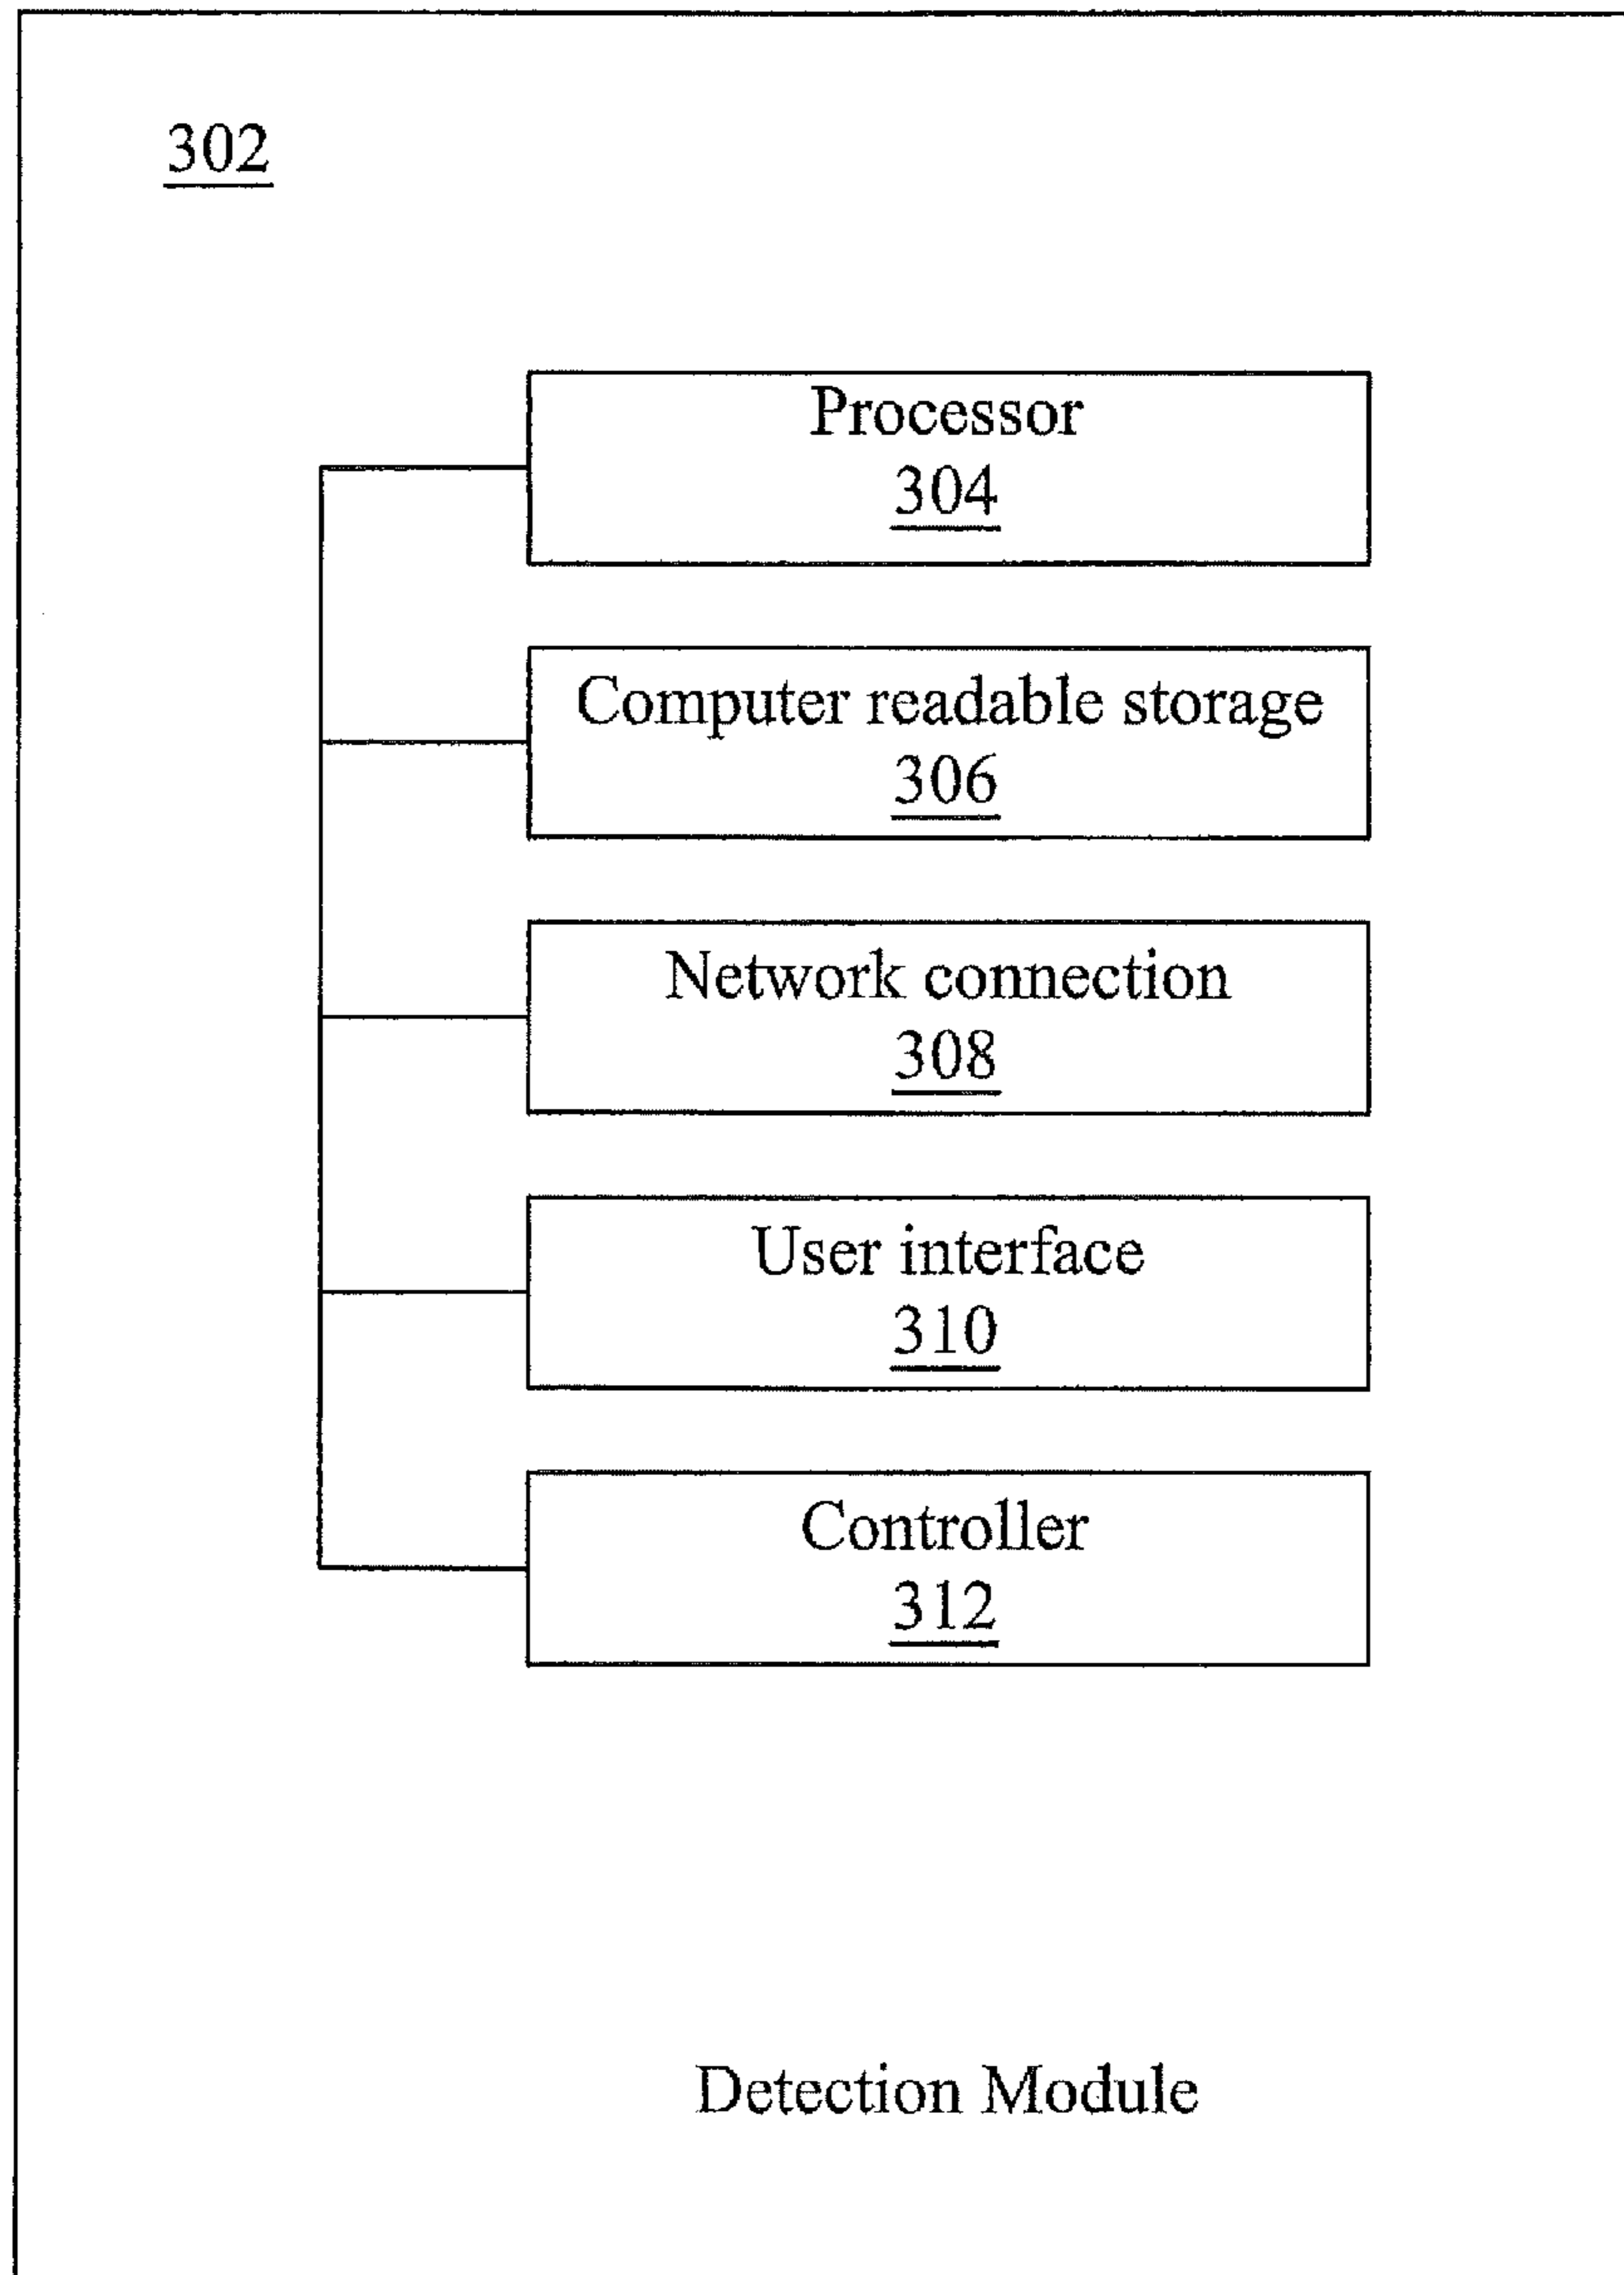 302
Processor
304
Computer readable storage
306
Network connection
308
User interface
310
Controller
312
Detection Module